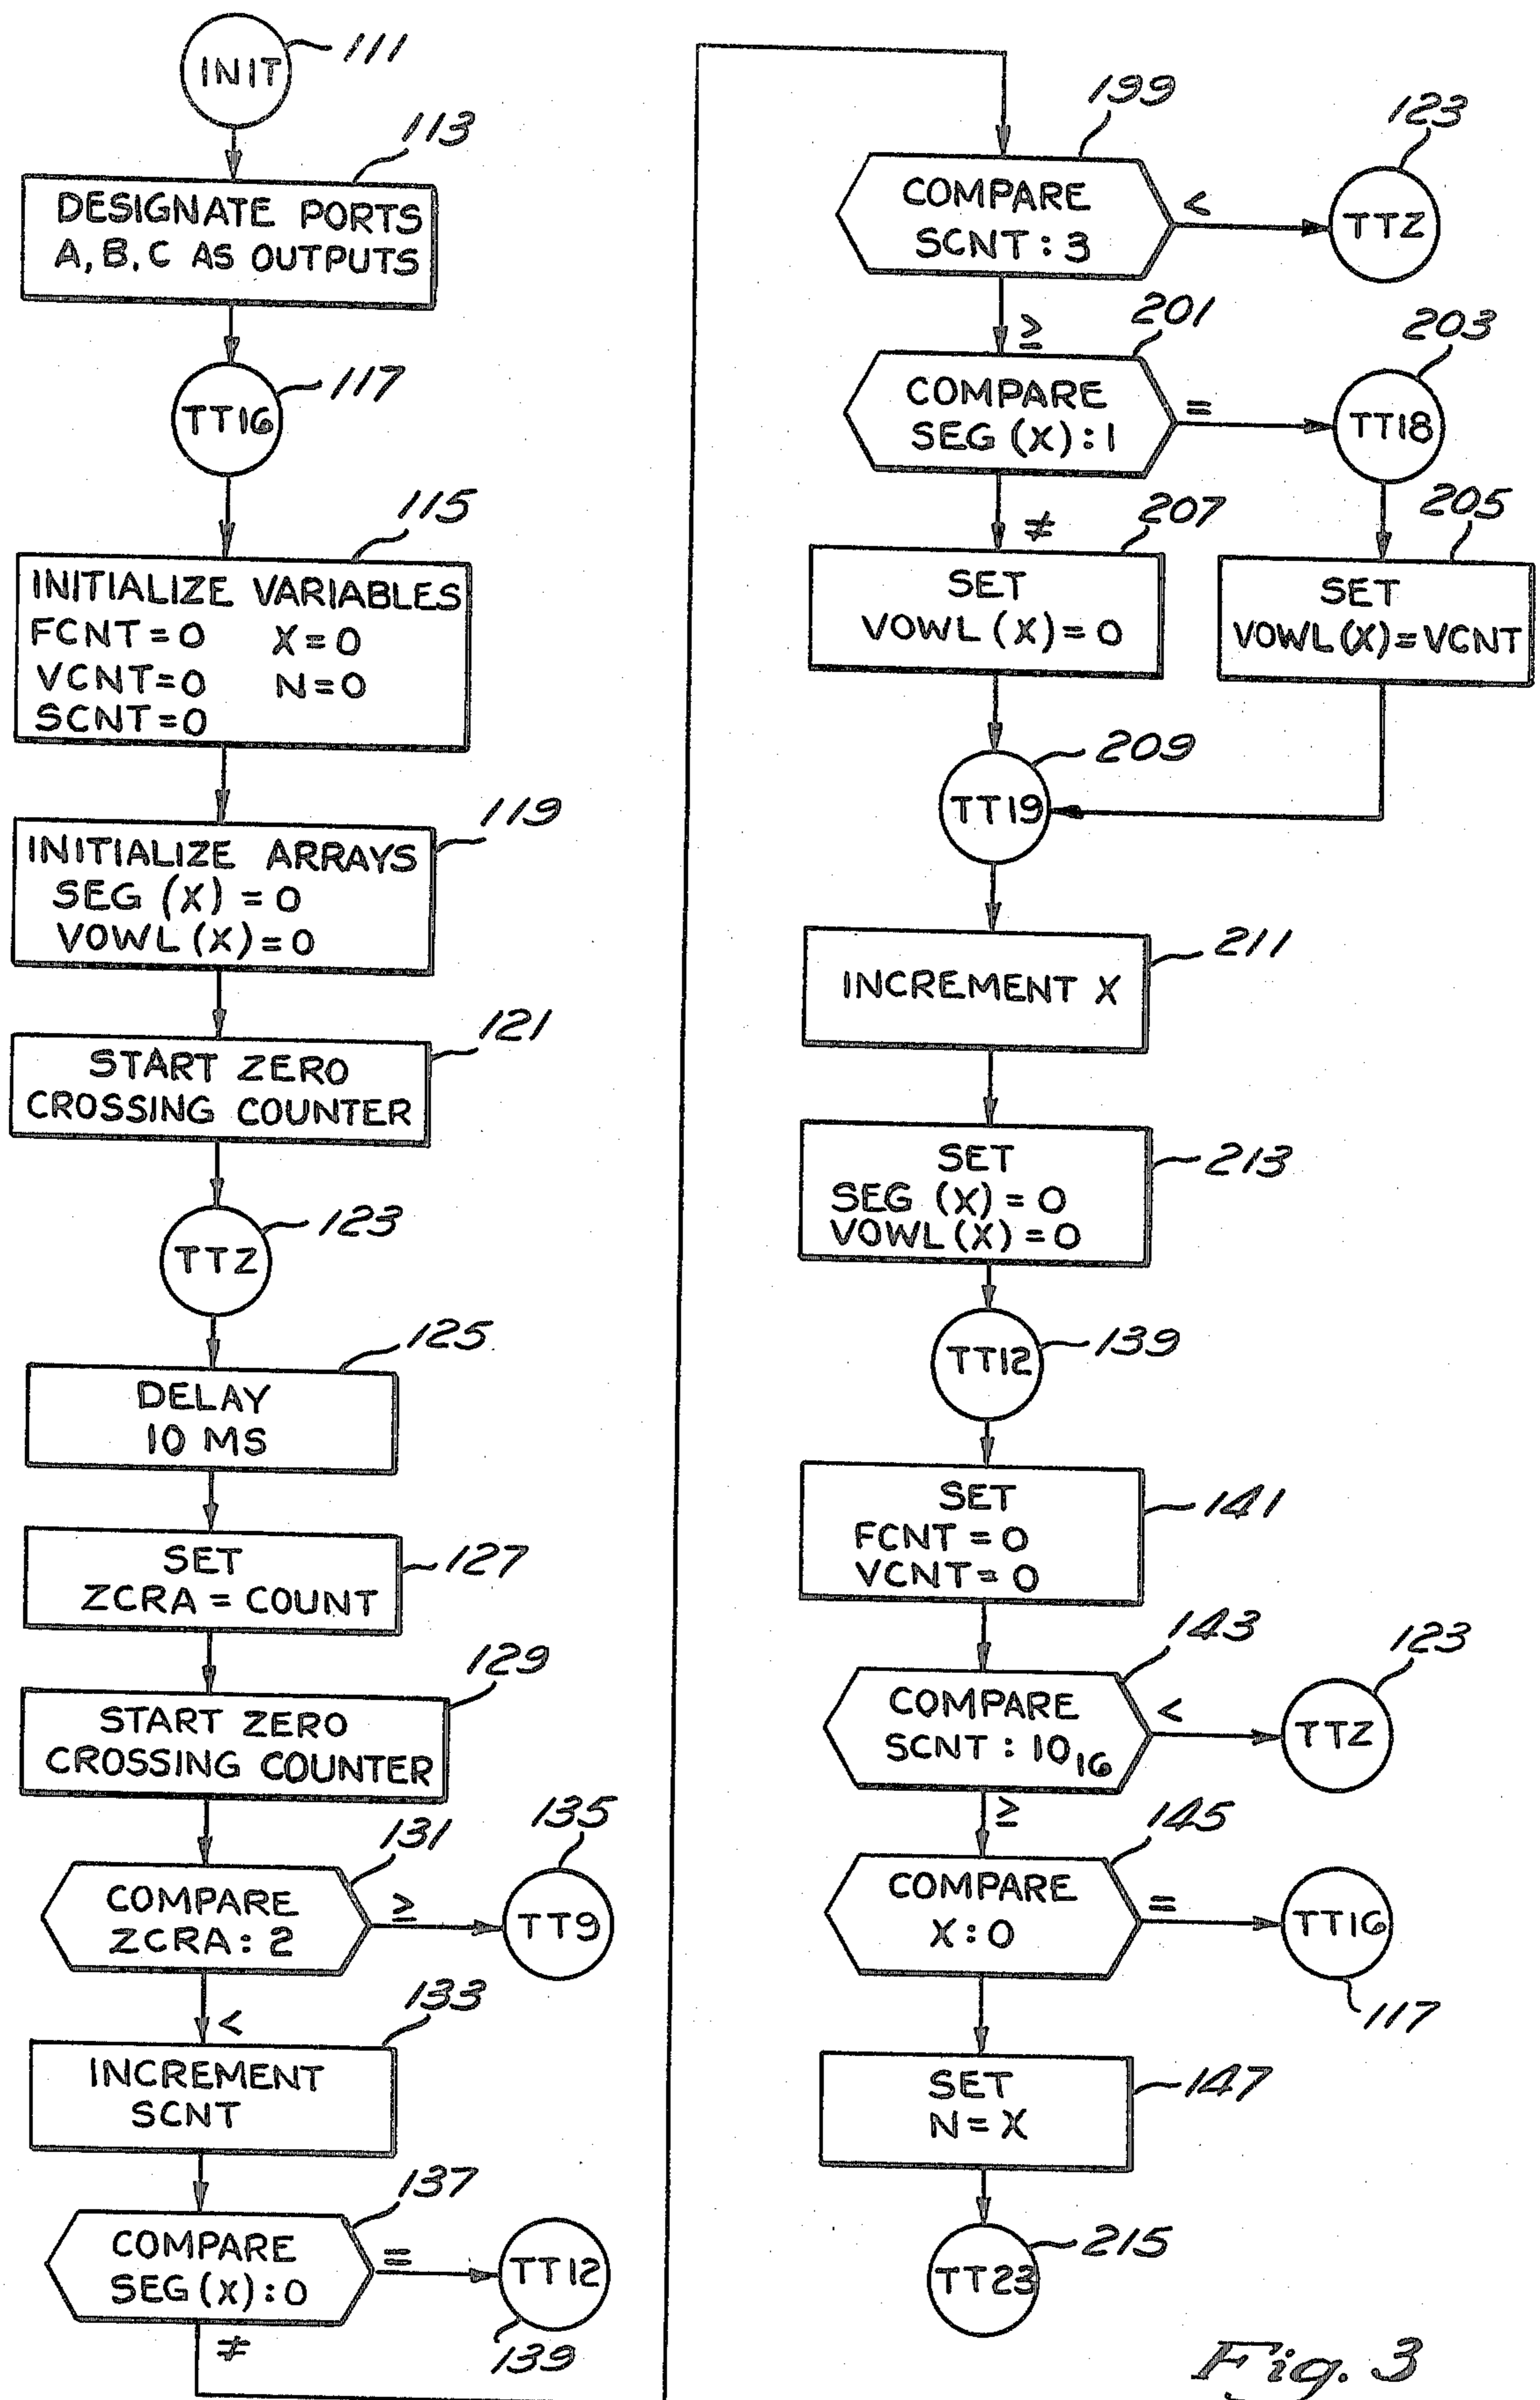 INIT
111
113
DESIGNATE PORTS
A, B, C AS OUTPUTS
TT16
117
115
INITIALIZE VARIABLES
FCNT=0 X=0
VCNT=0 N=0
SCNT=0
119
INITIALIZE ARRAYS
SEG (X) = 0
VOWL (X) = 0
121
START ZERO
CROSSING COUNTER
123
TTZ
125
DELAY
10 MS
SET
ZCRA = COUNT
127
129
START ZERO
CROSSING COUNTER
131
COMPARE
ZCRA : 2
≥
135
TT9
<
133
INCREMENT
SCNT
137
COMPARE
SEG (X) : 0
=
TT12
139
≠
199
COMPARE
SCNT : 3
<
123
TTZ
≥
201
COMPARE
SEG (X) : 1
=
203
TT18
≠
207
SET
VOWL (X) = 0
205
SET
VOWL (X) = VCNT
209
TT19
211
INCREMENT X
SET
SEG (X) = 0
VOWL (X) = 0
213
TT12
139
SET
FCNT = 0
VCNT = 0
141
143
COMPARE
SCNT : 10₁₆
<
123
TTZ
≥
145
COMPARE
X : 0
=
TT16
117
SET
N = X
147
TT23
215
Fig. 3